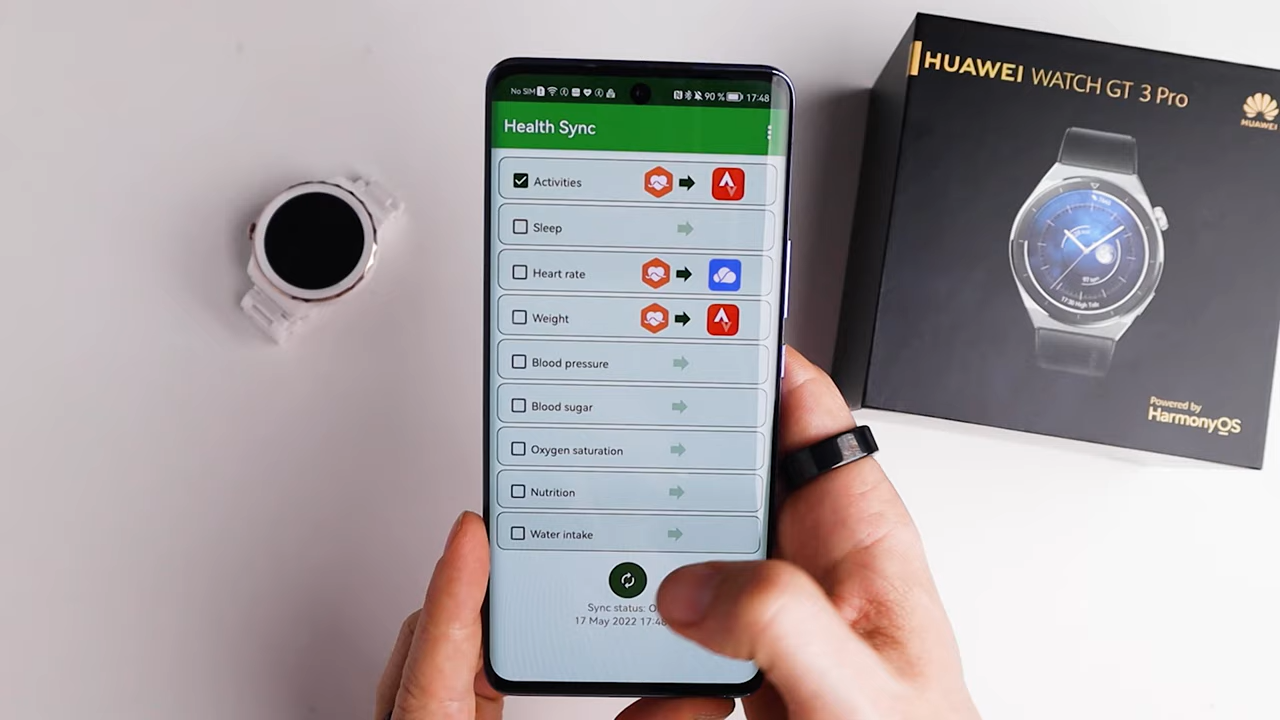 No SIM 90 % 17:48
Health Sync
Activities
Sleep
Heart rate
Weight
Blood pressure
Blood sugar
Oxygen saturation
Nutrition
Water intake
Sync status:
17 May 2022 17:48
HUAWEI WATCH GT 3 Pro
HUAWEI
Powered by
HarmonyOS